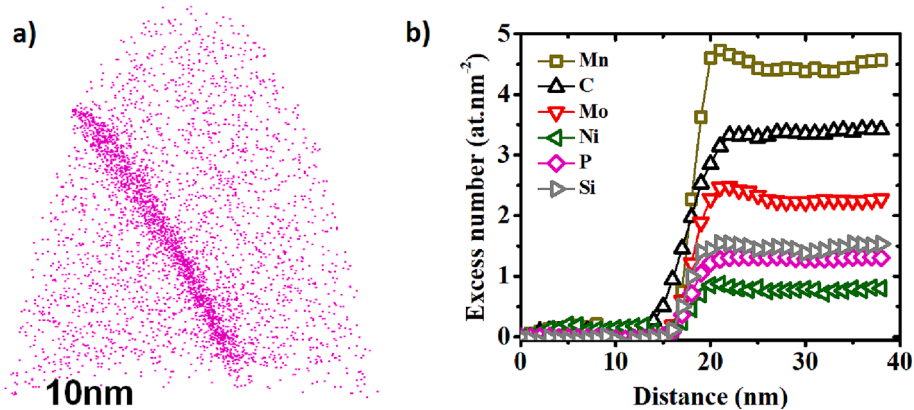 a)
10nm
b)
Excess number (at.nm⁻²)
5
4
3
2
1
0
Mn
C
Mo
Ni
P
Si
0 10 20 30 40
Distance (nm)